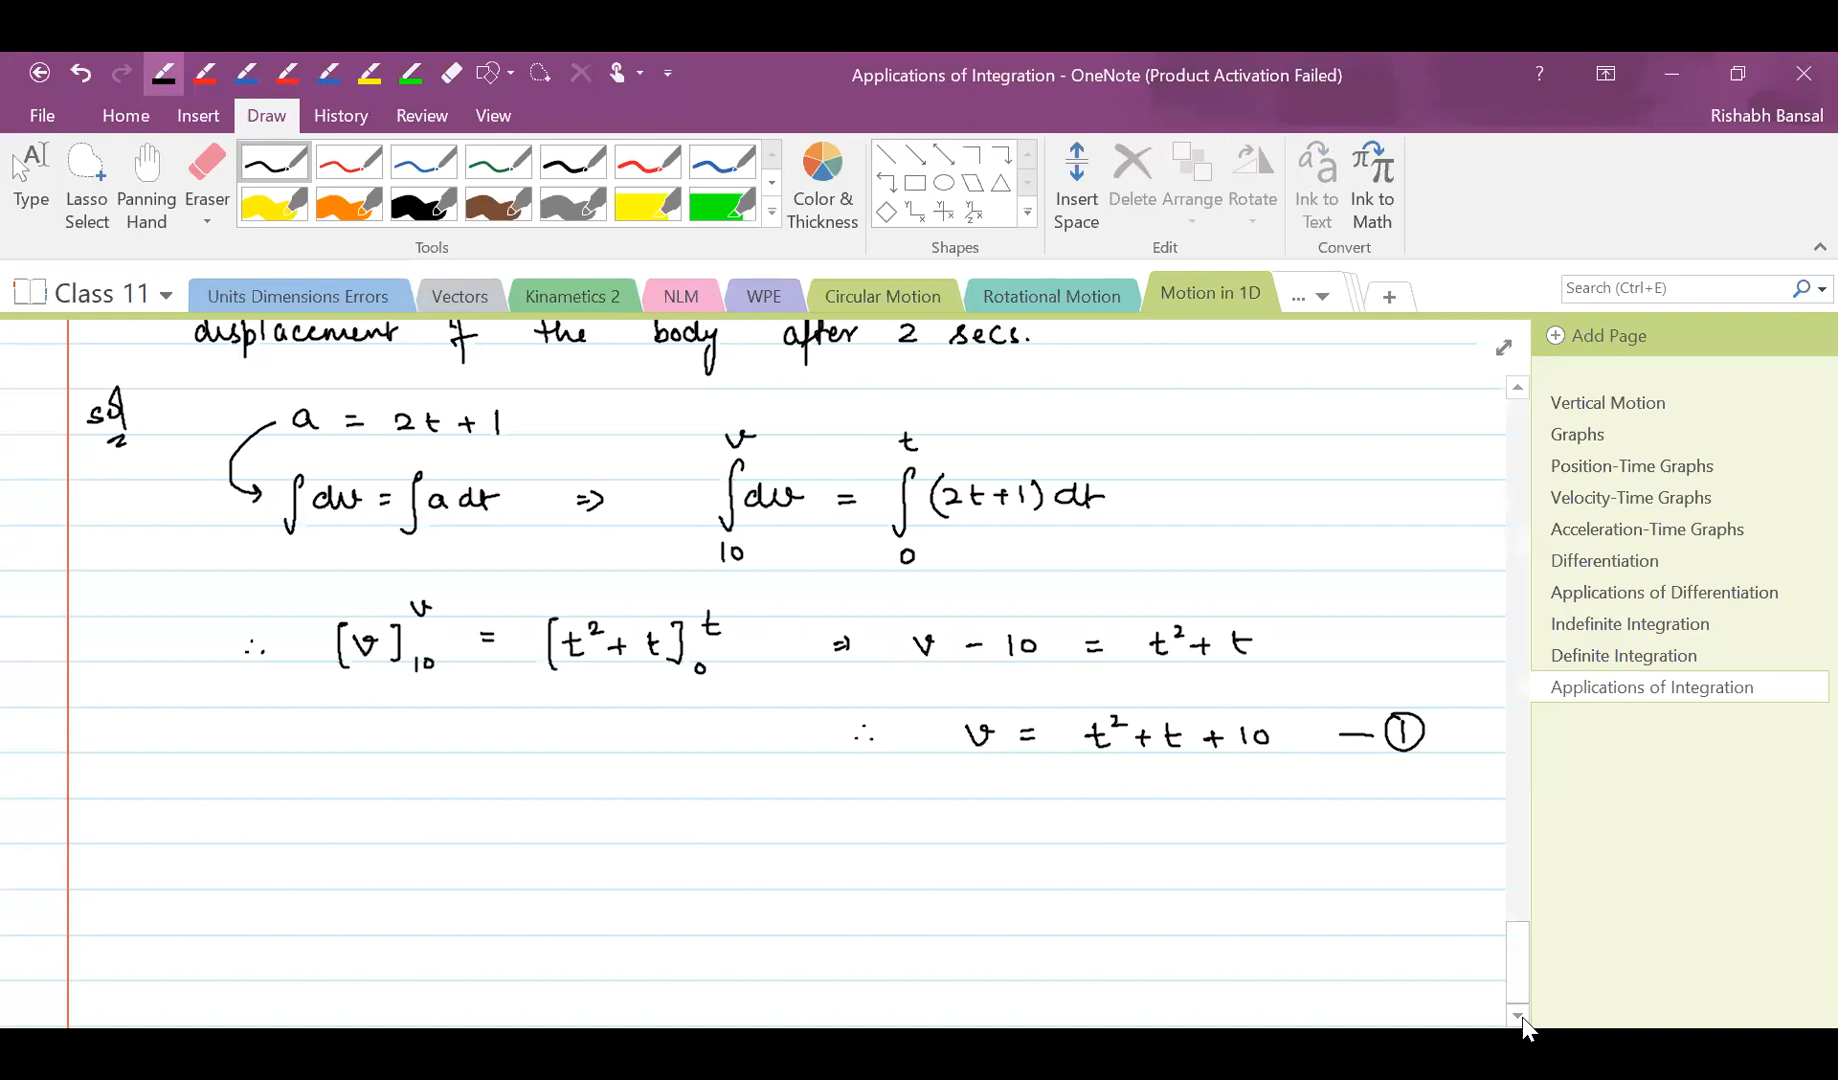 Applications of Integration - OneNote (Product Activation Failed)
?
File Home Insert Draw History Review View
Rishabh Bansal
Type
Lasso Select
Panning Hand
Eraser
Color & Thickness
Insert Space
Delete Arrange Rotate
Ink to Text
Ink to Math
Tools
Shapes
Edit
Convert
Class 11
Units Dimensions Errors
Vectors
Kinametics 2
NLM
WPE
Circular Motion
Rotational Motion
Motion in 1D
...
+
Search (Ctrl+E)
displacement of the body after 2 secs.
Sol
a = 2t + 1
∫dv = ∫a dt ⇒ ∫₁₀ᵛ dv = ∫₀ᵗ (2t+1) dt
∴ [v]₁₀ᵛ = [t² + t]₀ᵗ ⇒ v - 10 = t² + t
∴ v = t² + t + 10 — ①
Add Page
Vertical Motion
Graphs
Position-Time Graphs
Velocity-Time Graphs
Acceleration-Time Graphs
Differentiation
Applications of Differentiation
Indefinite Integration
Definite Integration
Applications of Integration